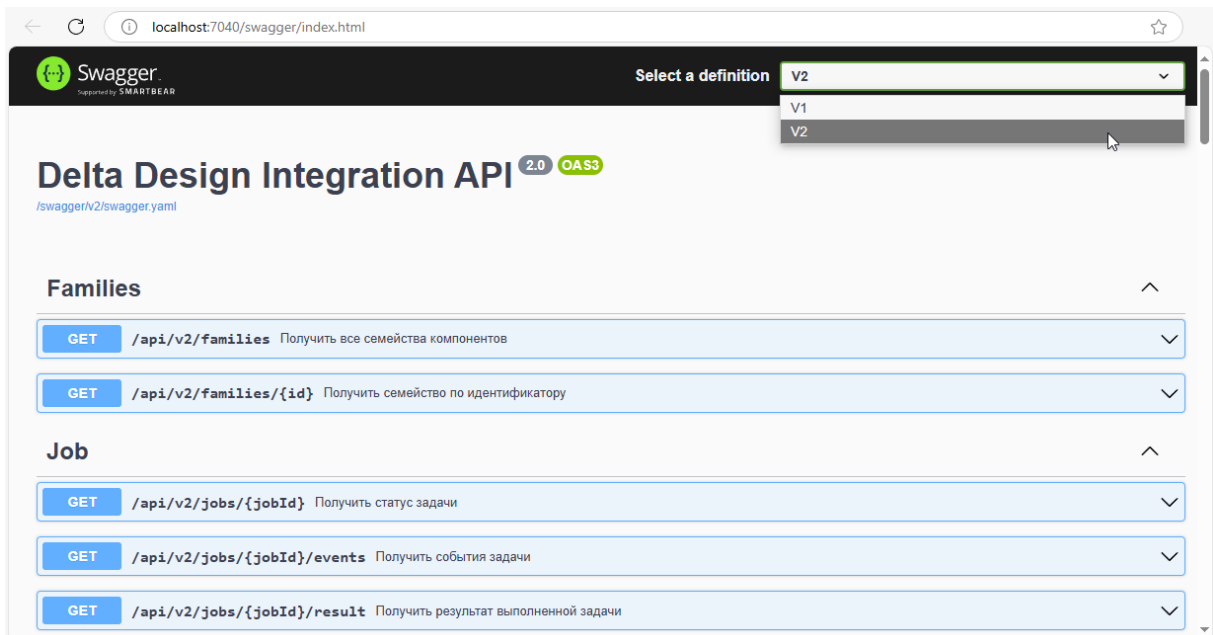 localhost:7040/swagger/index.html
Swagger.
Supported by SMARTBEAR
Select a definition V2
V1
V2
Delta Design Integration API 2.0 OAS3
/swagger/v2/swagger.yaml
Families
GET /api/v2/families Получить все семейства компонентов
GET /api/v2/families/{id} Получить семейство по идентификатору
Job
GET /api/v2/jobs/{jobId} Получить статус задачи
GET /api/v2/jobs/{jobId}/events Получить события задачи
GET /api/v2/jobs/{jobId}/result Получить результат выполненной задачи